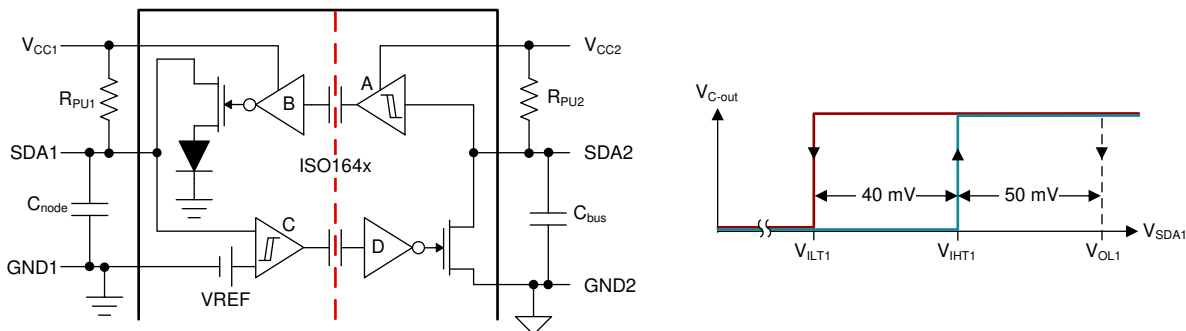 V_CC1
V_CC2
A
B
R_PU1
R_PU2
SDA1
SDA2
ISO164x
C_node
C_bus
C
D
GND1
GND2
VREF
V_C-out
40 mV
50 mV
V_SDA1
V_ILT1
V_IHT1
V_OL1